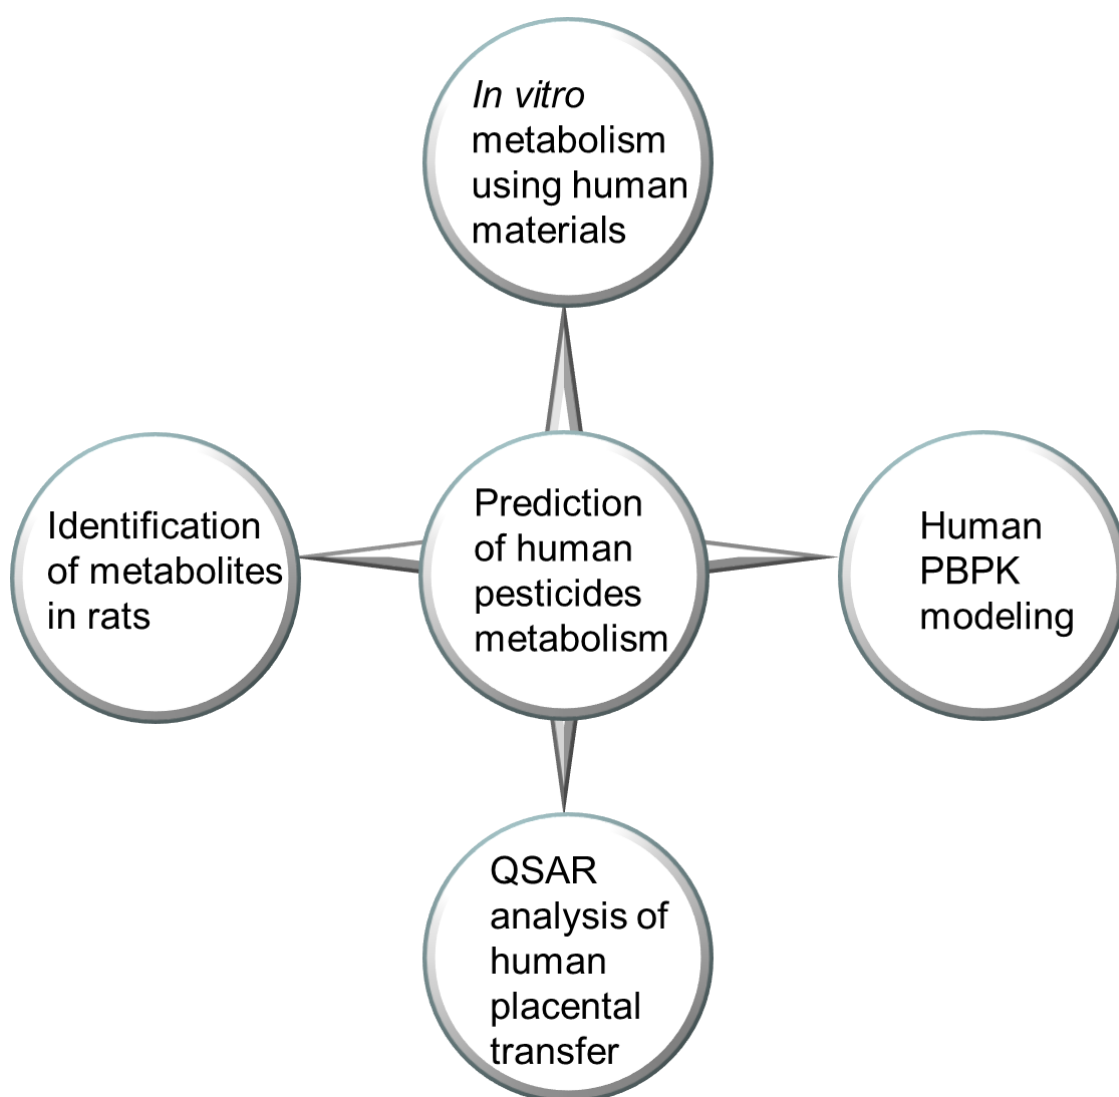 In vitro
metabolism
using human
materials
Identification
of metabolites
in rats
Prediction
of human
pesticides
metabolism
Human
PBPK
modeling
QSAR
analysis of
human
placental
transfer